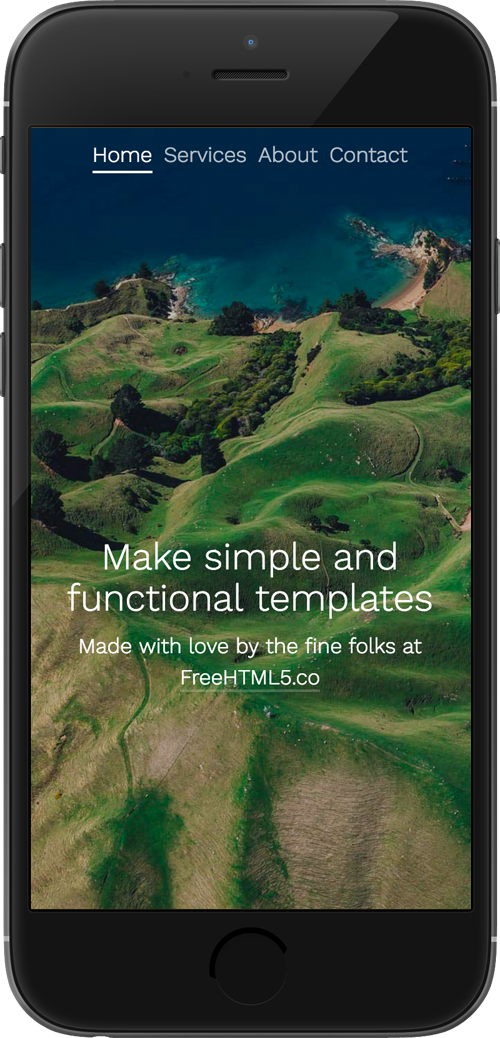 Home Services About Contact
Make simple and
functional templates
Made with love by the fine folks at
FreeHTML5.co